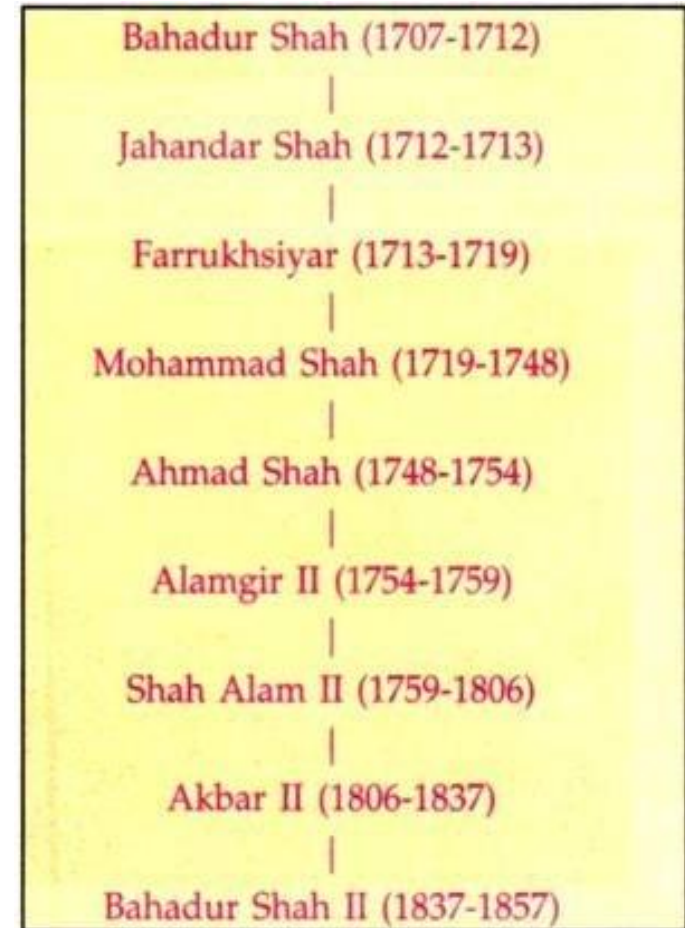 Bahadur Shah (1707-1712)
Jahandar Shah (1712-1713)
Farrukhsiyar (1713-1719)
Mohammad Shah (1719-1748)
Ahmad Shah (1748-1754)
Alamgir II (1754-1759)
Shah Alam II (1759-1806)
Akbar II (1806-1837)
Bahadur Shah II (1837-1857)